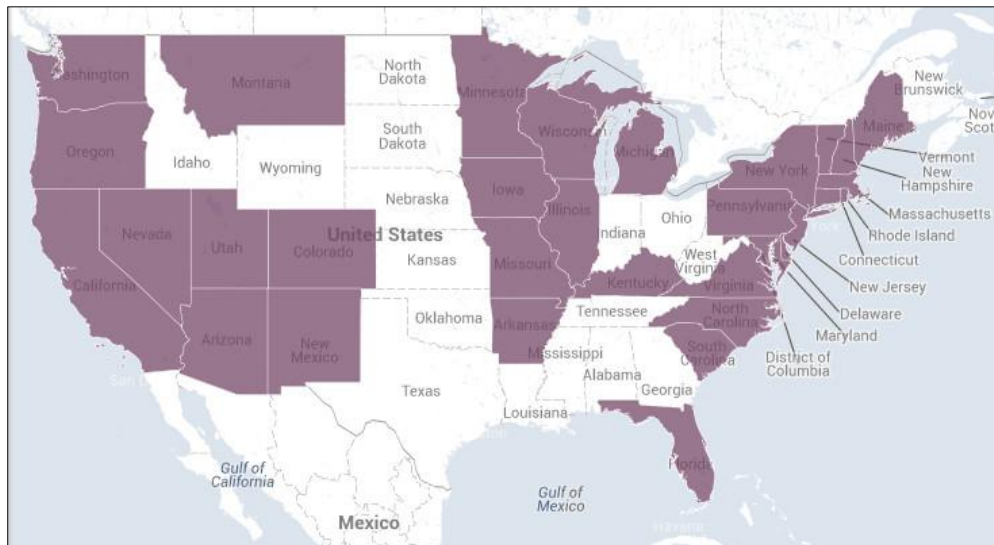 Washington
Montana
North
Dakota
Minnesota
New
Brunswick
Nov
Scot
Oregon
Idaho
Wyoming
South
Dakota
Wisconsin
Michigan
Maine
Vermont
New
Hampshire
New York
Massachusetts
Rhode Island
Connecticut
New Jersey
Delaware
Maryland
District of
Columbia
Nebraska
Iowa
Illinois
Indiana
Ohio
Pennsylvania
Nevada
Utah
Colorado
United States
Kansas
Missouri
West
Virginia
Kentucky
Virginia
California
Arizona
New
Mexico
Oklahoma
Arkansas
Tennessee
North
Carolina
South
Carolina
Mississippi
Alabama
Georgia
Texas
Louisiana
Florida
Gulf of
California
Gulf of
Mexico
Mexico
Havana